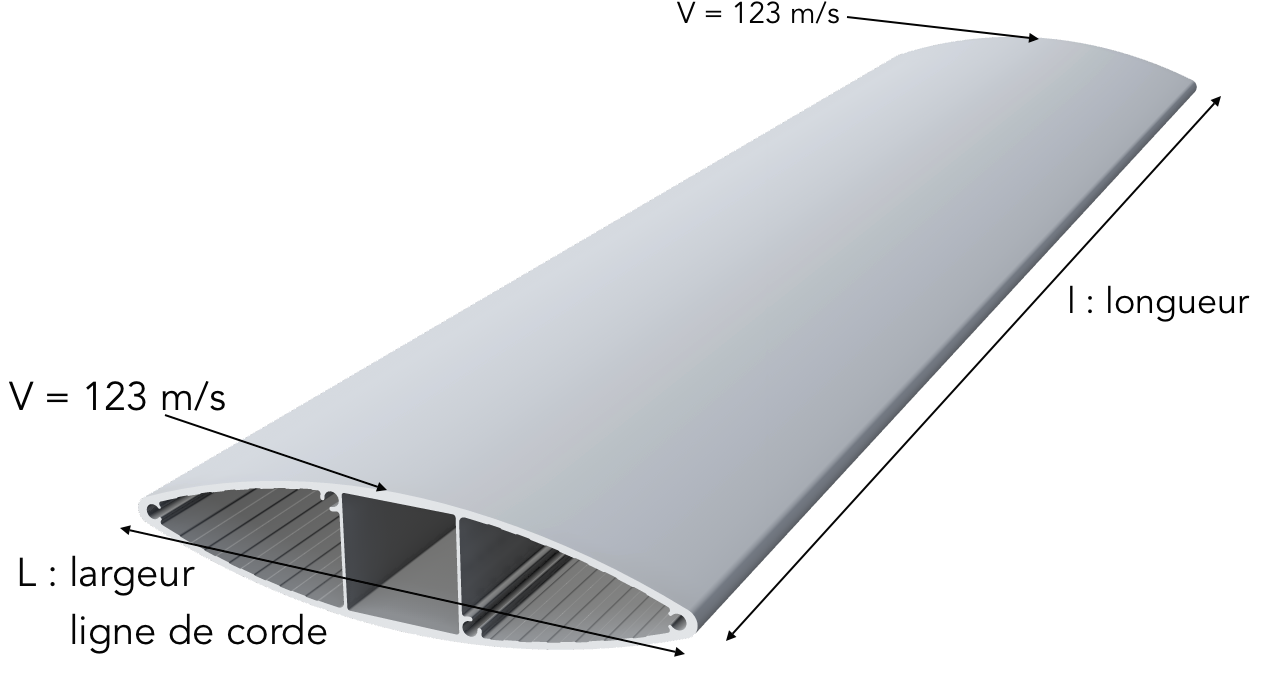 V = 123 m/s
l : longueur
V = 123 m/s
L : largeur
ligne de corde